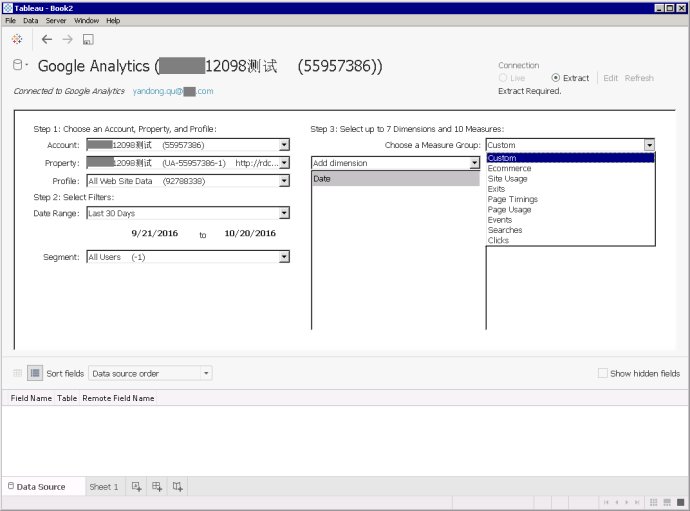 Tableau - Book2
File Data Server Window Help
Google Analytics ( 12098测试 (55957386))
Connection
Live Extract Edit Refresh
Connected to Google Analytics yandong.qu@ .com
Extract Required.
Step 1: Choose an Account, Property, and Profile:
Account: 12098测试 (55957386)
Property: 12098测试 (UA-55957386-1) http://rdc...
Profile: All Web Site Data (92788338)
Step 2: Select Filters:
Date Range: Last 30 Days
9/21/2016 to 10/20/2016
Segment: All Users (-1)
Step 3: Select up to 7 Dimensions and 10 Measures:
Choose a Measure Group: Custom
Add dimension
Date
Custom
Ecommerce
Site Usage
Exits
Page Timings
Page Usage
Events
Searches
Clicks
Sort fields Data source order Show hidden fields
Field Name Table Remote Field Name
Data Source Sheet 1